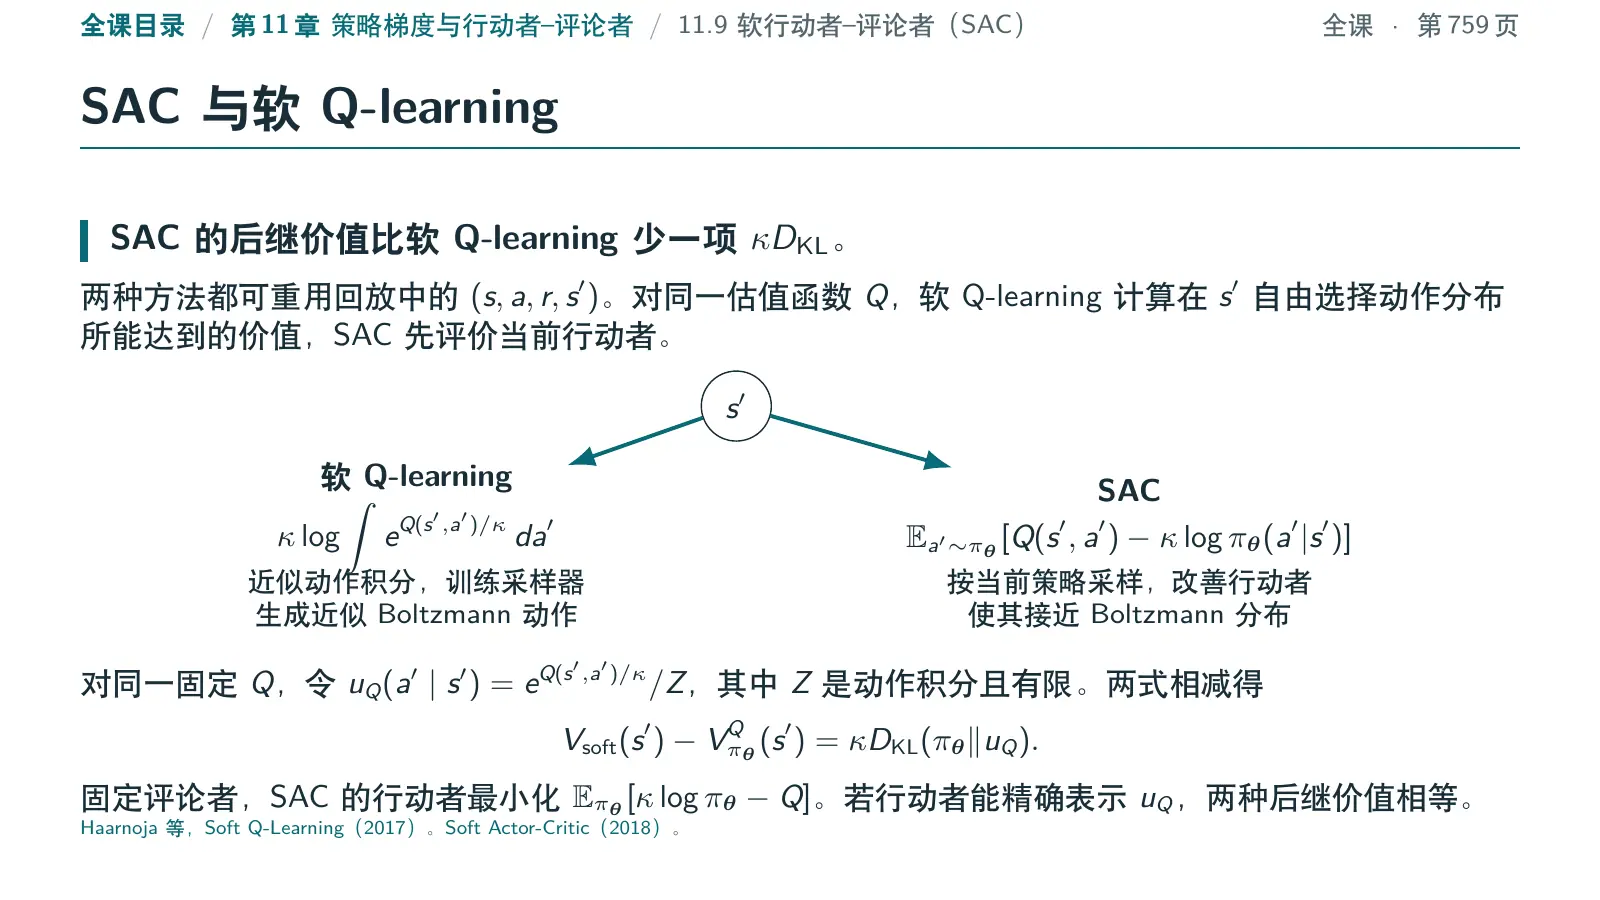 全课目录 / 第11章 策略梯度与行动者–评论者 / 11.9 软行动者–评论者（SAC） 全课 · 第759页
SAC 与软 Q-learning
SAC 的后继价值比软 Q-learning 少一项 κD_KL。
两种方法都可重用回放中的 (s, a, r, s′)。对同一估值函数 Q，软 Q-learning 计算在 s′ 自由选择动作分布
所能达到的价值，SAC 先评价当前行动者。
s′
软 Q-learning
κ log ∫ e^{Q(s′,a′)/κ} da′
近似动作积分，训练采样器
生成近似 Boltzmann 动作
SAC
𝔼_{a′∼π_θ}[Q(s′, a′) − κ log π_θ(a′|s′)]
按当前策略采样，改善行动者
使其接近 Boltzmann 分布
对同一固定 Q，令 u_Q(a′ | s′) = e^{Q(s′,a′)/κ}/Z，其中 Z 是动作积分且有限。两式相减得
V_soft(s′) − V^Q_{π_θ}(s′) = κD_KL(π_θ‖u_Q).
固定评论者，SAC 的行动者最小化 𝔼_{π_θ}[κ log π_θ − Q]。若行动者能精确表示 u_Q，两种后继价值相等。
Haarnoja 等，Soft Q-Learning（2017）。Soft Actor-Critic（2018）。